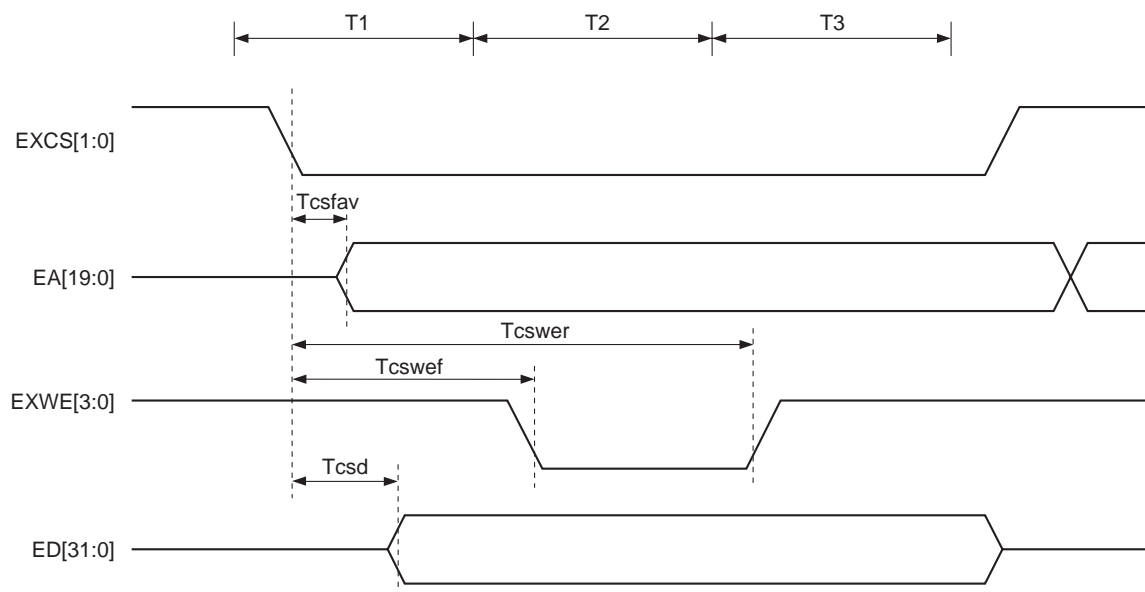 T1 T2 T3
EXCS[1:0]
Tcsfav
EA[19:0]
Tcswer
Tcswef
EXWE[3:0]
Tcsd
ED[31:0]